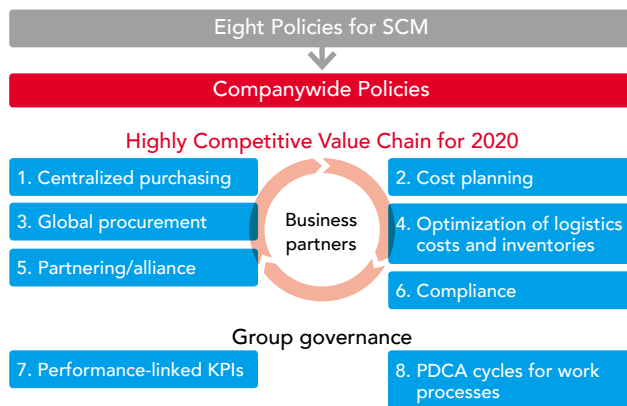 Eight Policies for SCM
Companywide Policies
Highly Competitive Value Chain for 2020
1. Centralized purchasing
2. Cost planning
3. Global procurement
Business
partners
4. Optimization of logistics
costs and inventories
5. Partnering/alliance
6. Compliance
Group governance
7. Performance-linked KPIs
8. PDCA cycles for work
processes